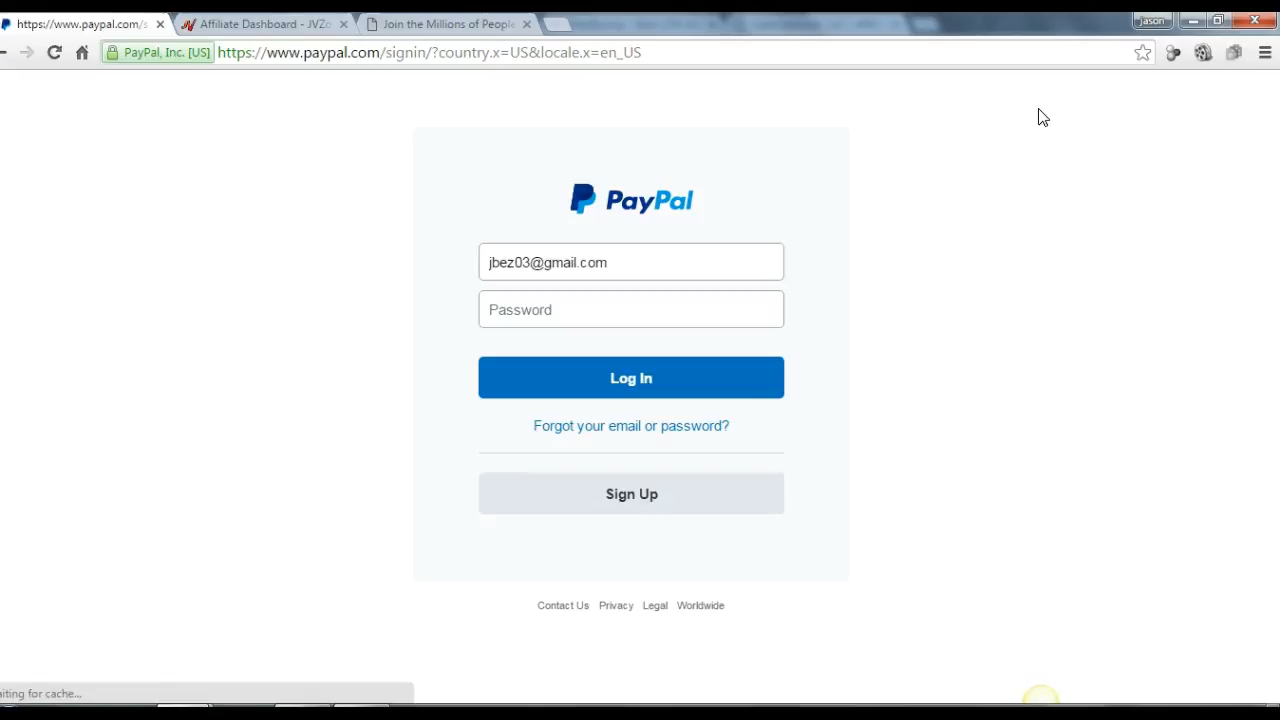 https://www.paypal.com/s
Affiliate Dashboard - JVZo
Join the Millions of People
Jason
PayPal, Inc. [US]
https://www.paypal.com/signin/?country.x=US&locale.x=en_US
PayPal
jbez03@gmail.com
Password
Log In
Forgot your email or password?
Sign Up
Contact Us Privacy Legal Worldwide
aiting for cache...